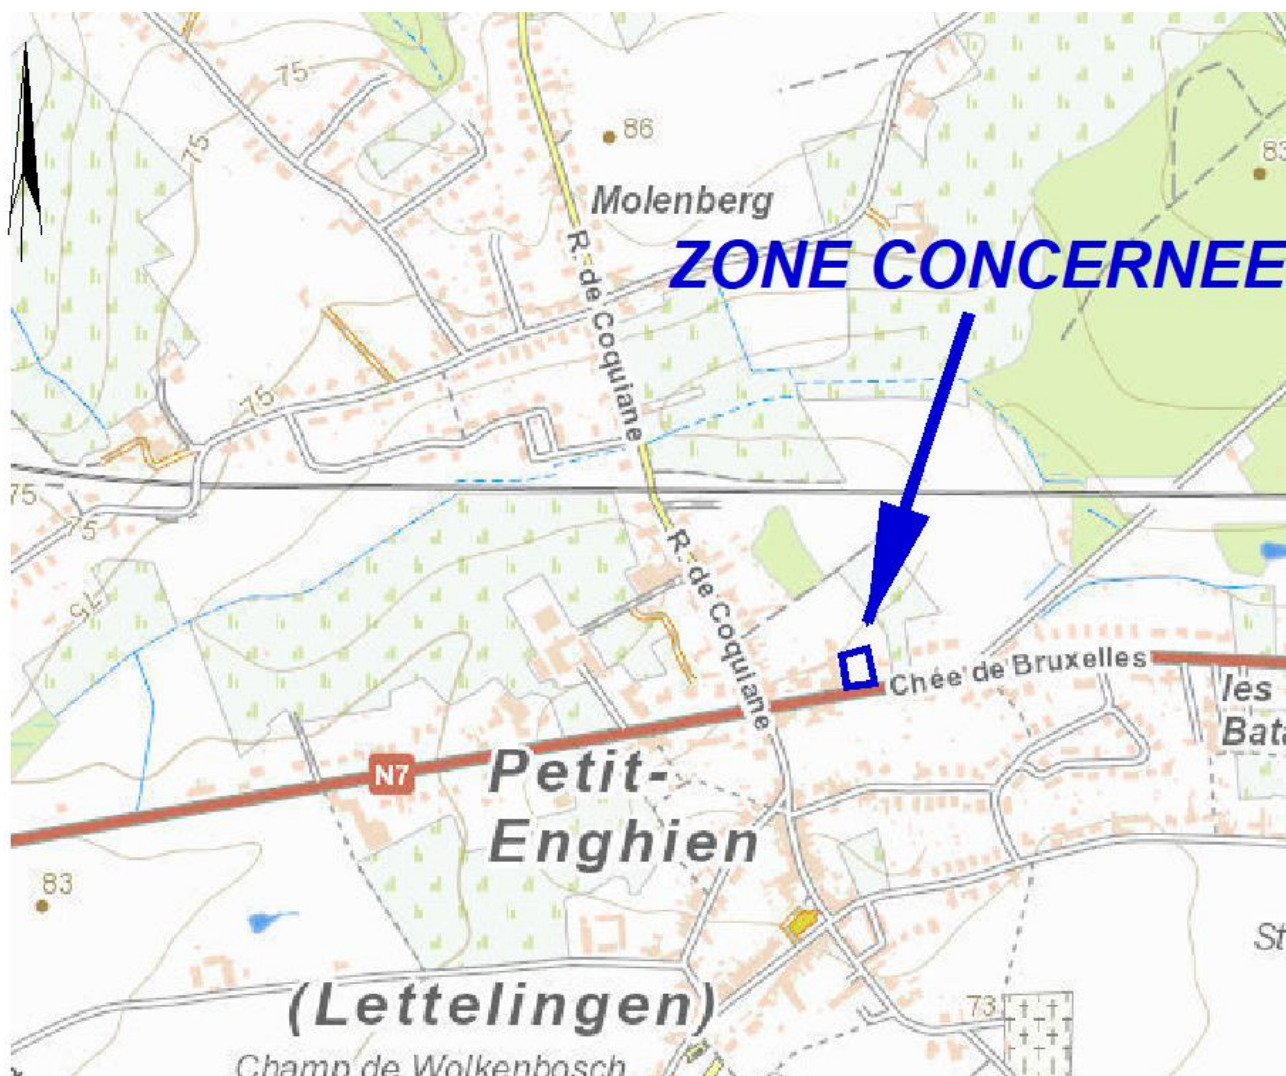 75
75
86
83
Molenberg
ZONE CONCERNEE
R. de Coquiane
75
75
75
75
R. de Coquiane
Chée de Bruxelles
les
Bata
N7
Petit-
Enghien
83
St
(Lettelingen)
73
Champ de Wolkenbosch